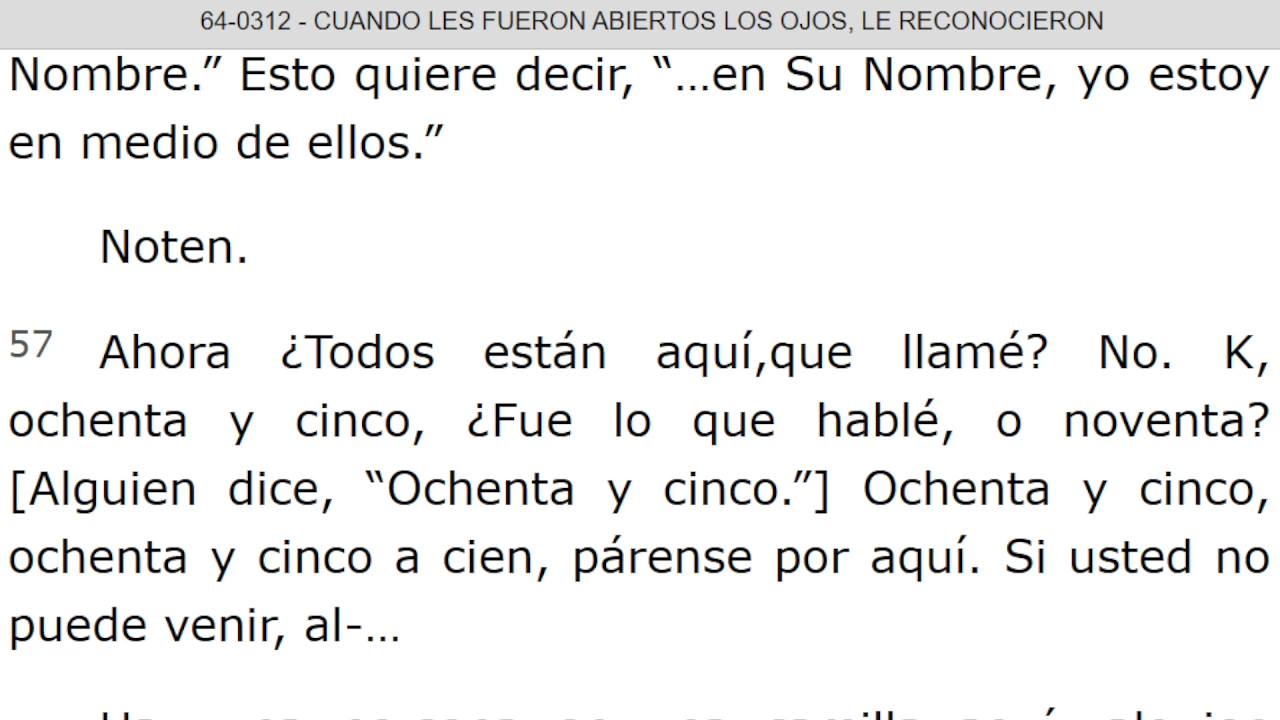 64-0312 - CUANDO LES FUERON ABIERTOS LOS OJOS, LE RECONOCIERON
Nombre.” Esto quiere decir, “…en Su Nombre, yo estoy
en medio de ellos.”
Noten.
57 Ahora ¿Todos están aquí,que llamé? No. K,
ochenta y cinco, ¿Fue lo que hablé, o noventa?
[Alguien dice, “Ochenta y cinco.”] Ochenta y cinco,
ochenta y cinco a cien, párense por aquí. Si usted no
puede venir, al-…